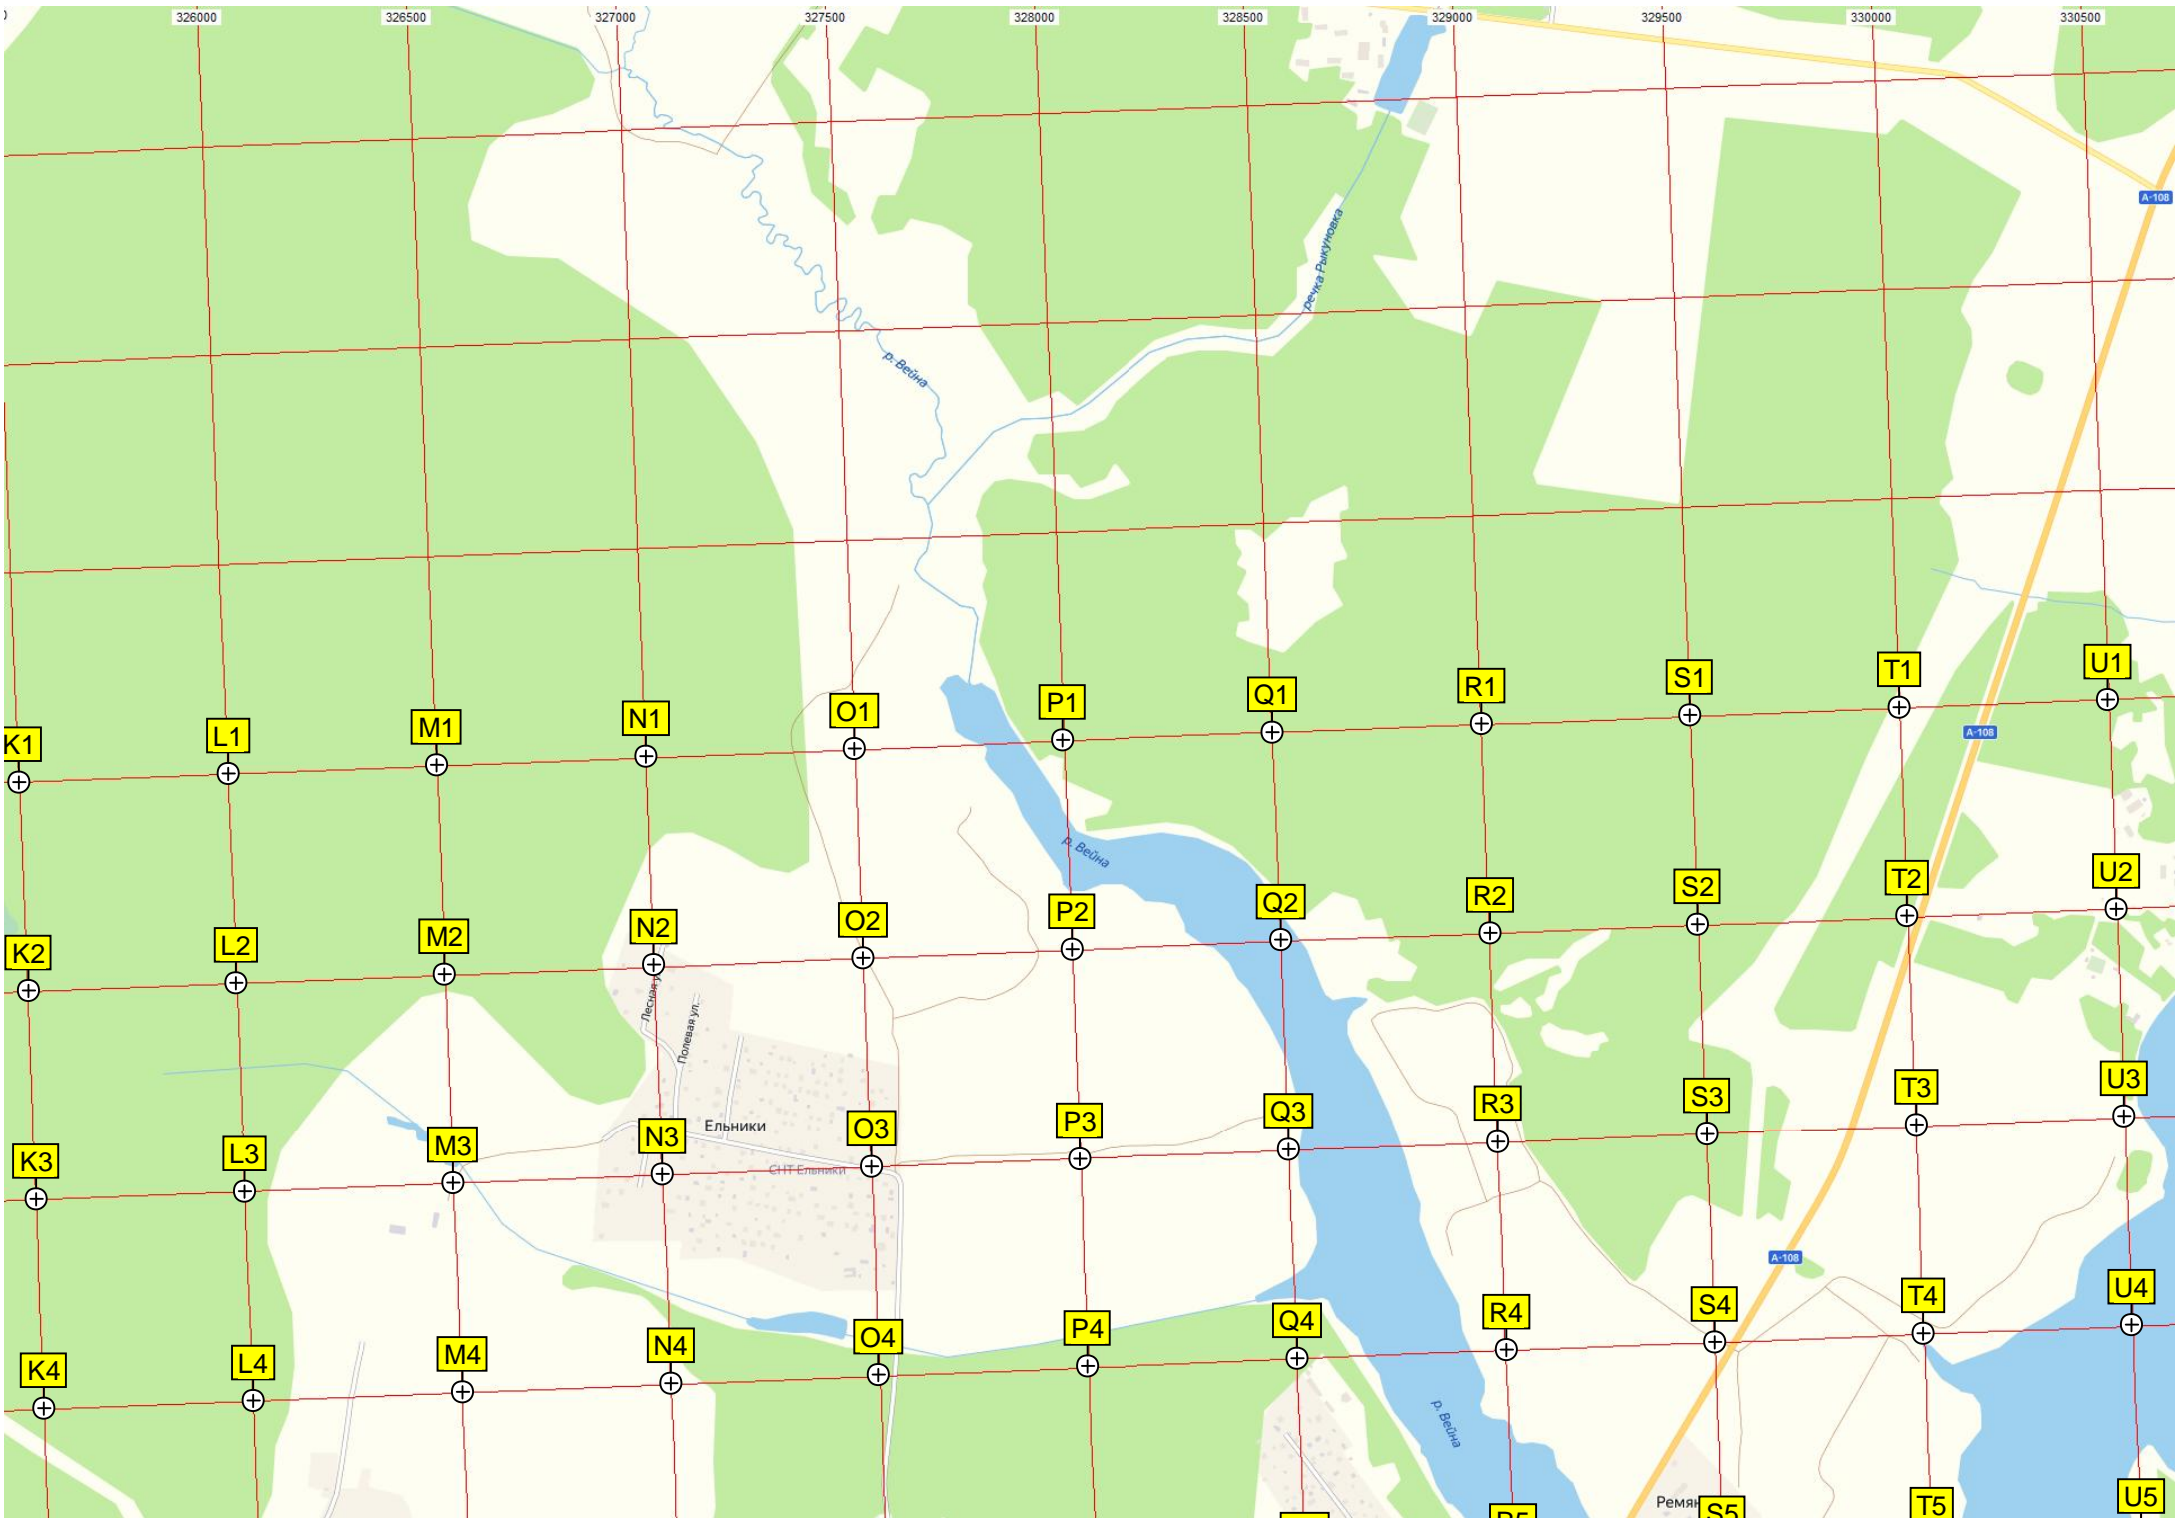 326000 326500 327000 327500 328000 328500 329000 329500 330000 330500
А-108
речка Рыкуновка
р. Вейна
U1
T1
S1
R1
Q1
P1
O1
N1
M1
L1
K1
А-108
р. Вейна
U2
T2
S2
R2
Q2
P2
O2
N2
M2
L2
K2
Лесная у
Полевая ул.
U3
T3
S3
R3
Q3
P3
Ельники
O3
N3
M3
L3
K3
СНТ Ельники
А-108
U4
T4
S4
R4
Q4
P4
O4
N4
M4
L4
K4
р. Вейна
U5
T5
Ремян
S5
R5